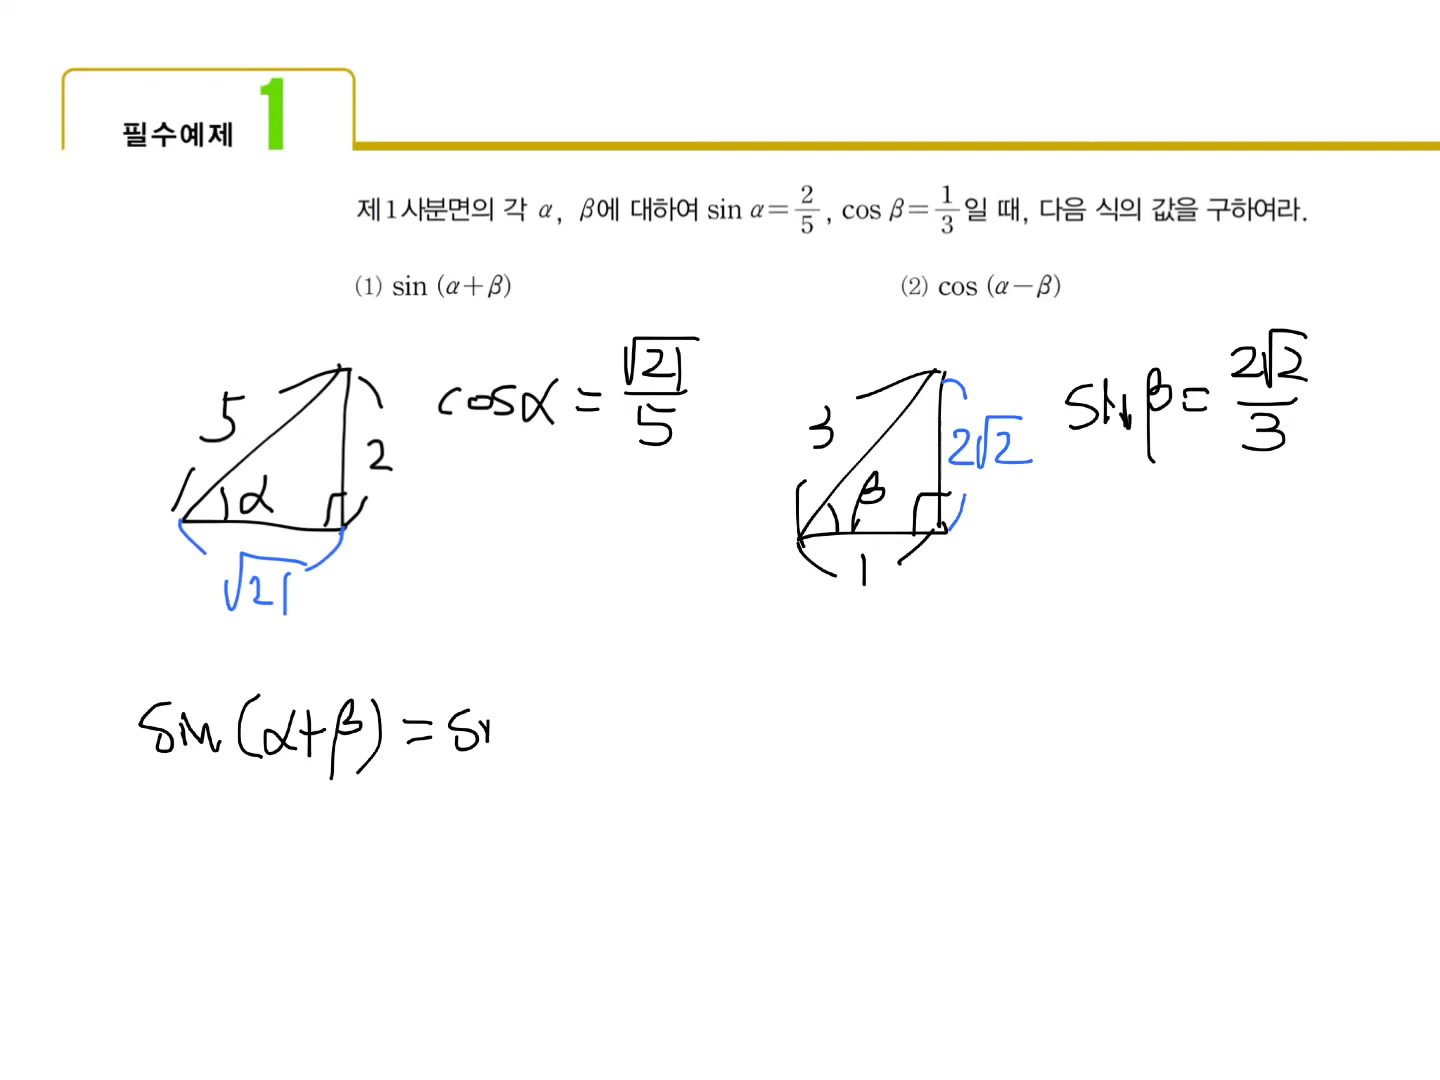 필수예제 1
제1사분면의 각 α, β에 대하여 sin α=2/5, cos β=1/3일 때, 다음 식의 값을 구하여라.
(1) sin (α+β) (2) cos (α−β)
5 2 α √21
cosα = √21/5
3 2√2 β 1
sin β = 2√2/3
sin(α+β) = si